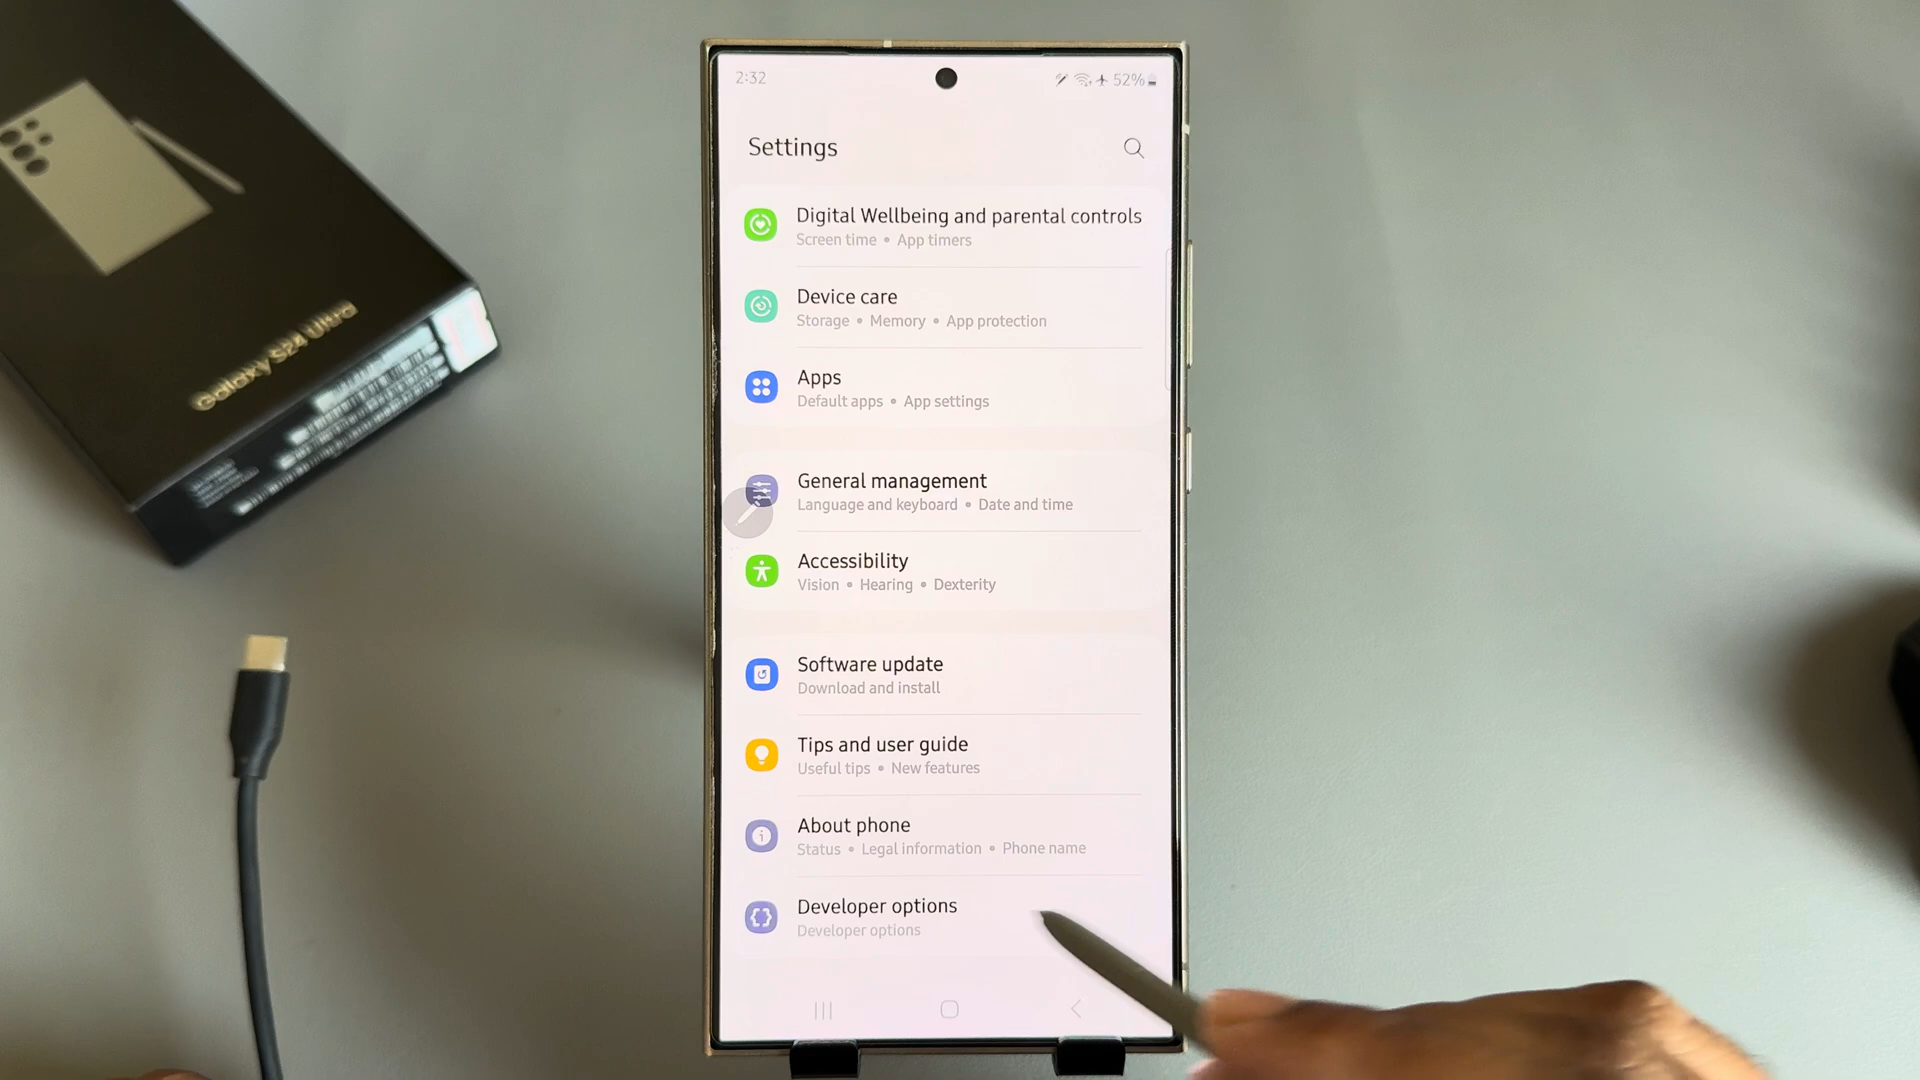 2:32
52%
Settings
Digital Wellbeing and parental controls
Screen time • App timers
Device care
Storage • Memory • App protection
Apps
Default apps • App settings
General management
Language and keyboard • Date and time
Accessibility
Vision • Hearing • Dexterity
Software update
Download and install
Tips and user guide
Useful tips • New features
About phone
Status • Legal information • Phone name
Developer options
Developer options
Galaxy S24 Ultra